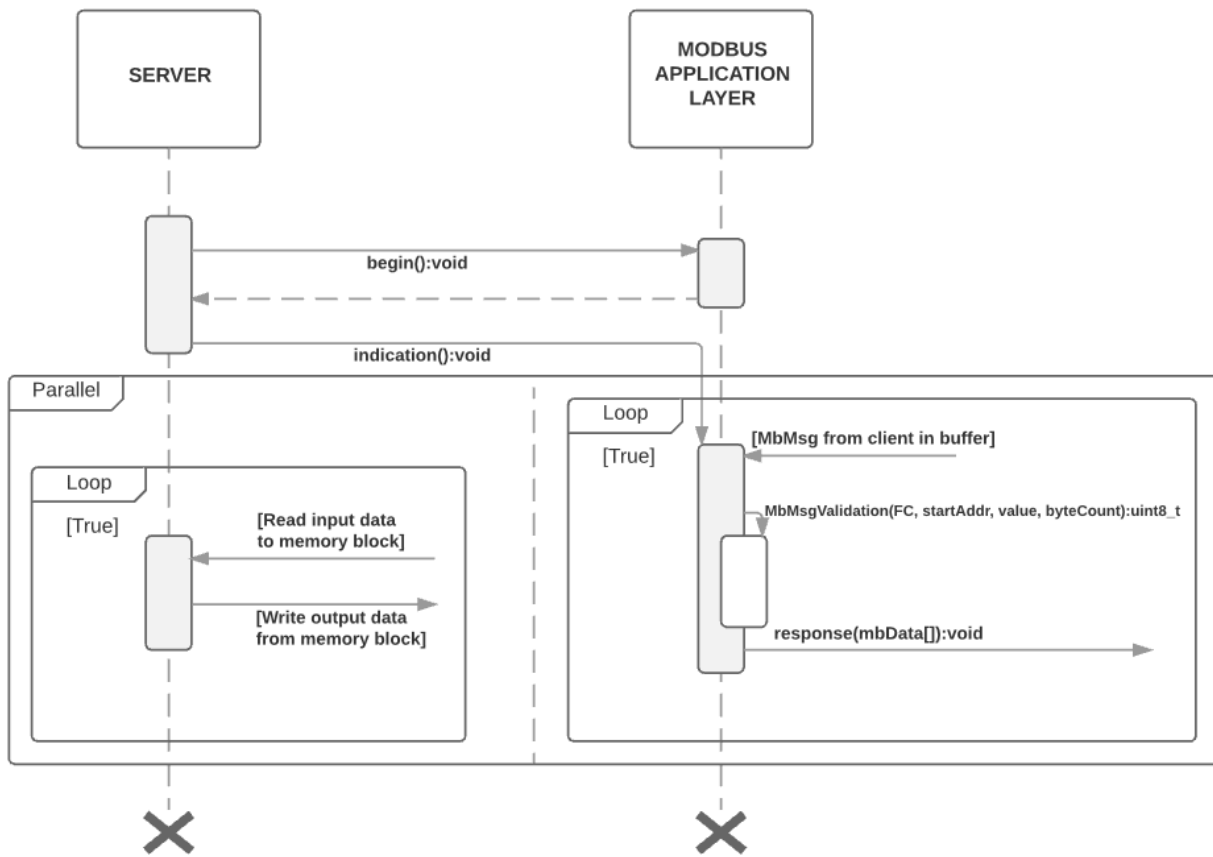 SERVER
MODBUS
APPLICATION
LAYER
begin():void
indication():void
Parallel
Loop
[True]
[Read input data
to memory block]
[Write output data
from memory block]
Loop
[True]
[MbMsg from client in buffer]
MbMsgValidation(FC, startAddr, value, byteCount):uint8_t
response(mbData[]):void